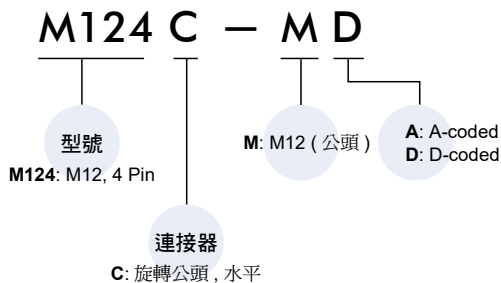 M124 C – M D
型號
M124: M12, 4 Pin
M: M12 ( 公頭 )
A: A-coded
D: D-coded
連接器
C: 旋轉公頭 , 水平